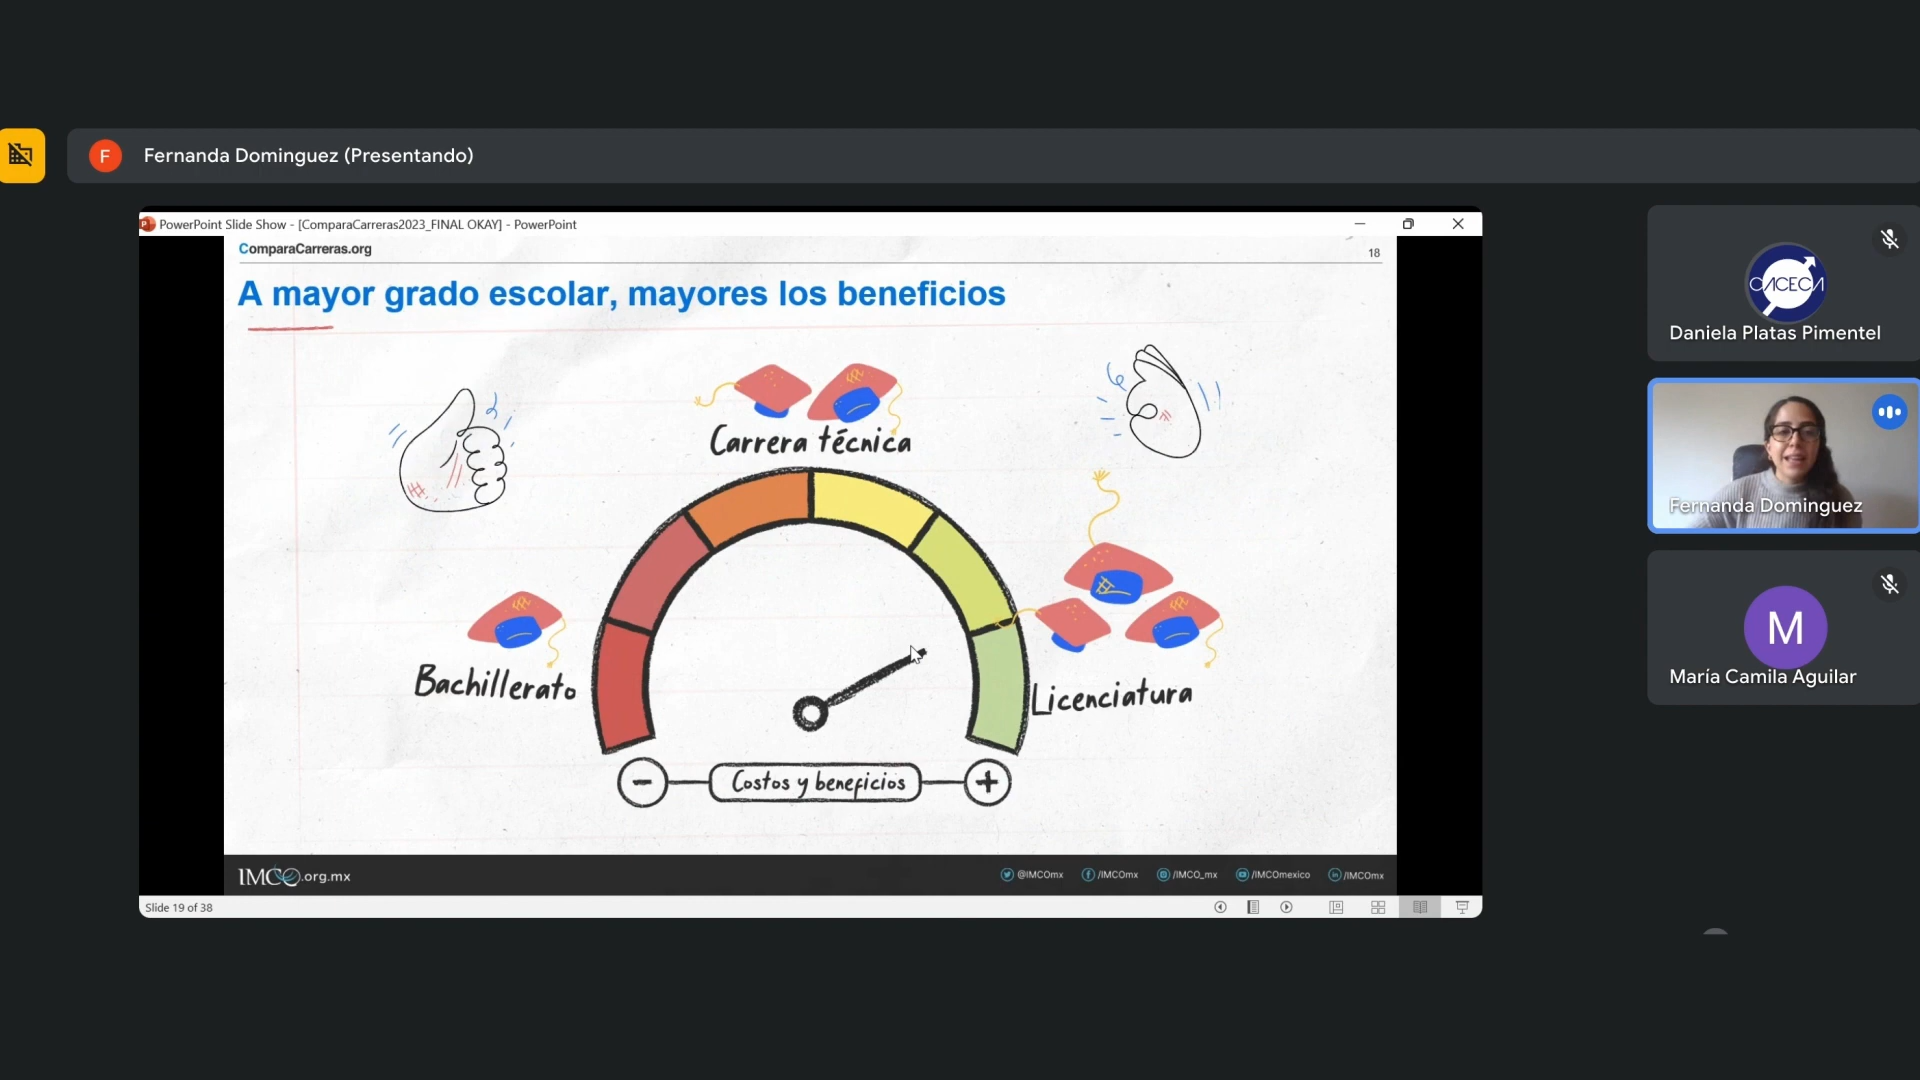 F Fernanda Dominguez (Presentando)
PowerPoint Slide Show - [ComparaCarreras2023_FINAL OKAY] - PowerPoint
ComparaCarreras.org
18
A mayor grado escolar, mayores los beneficios
Carrera técnica
Bachillerato
Licenciatura
- Costos y beneficios +
IMCO.org.mx
@IMCOmx /IMCOmx /IMCO_mx /IMCOmexico /IMCOmx
Slide 19 of 38
CACECA
Daniela Platas Pimentel
Fernanda Dominguez
M
María Camila Aguilar